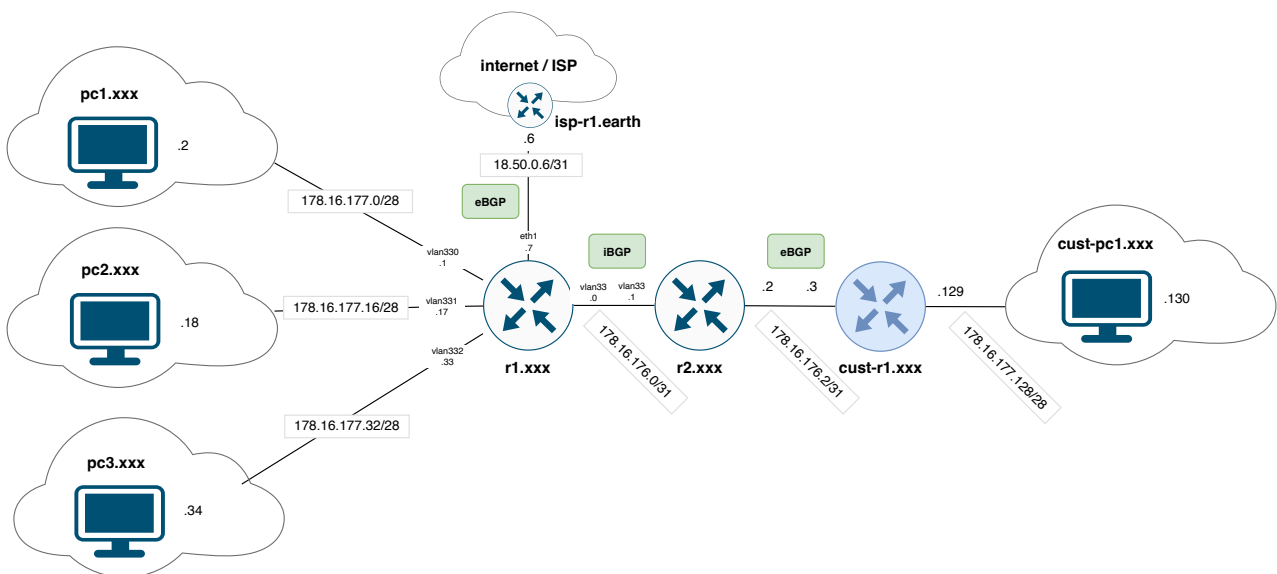 internet / ISP
isp-r1.earth
.6
18.50.0.6/31
eBGP
eth1
.7
pc1.xxx
.2
178.16.177.0/28
vlan330
.1
pc2.xxx
.18
178.16.177.16/28
vlan331
.17
pc3.xxx
.34
178.16.177.32/28
vlan332
.33
r1.xxx
iBGP
vlan33
.0
vlan33
.1
178.16.176.0/31
r2.xxx
eBGP
.2
.3
178.16.176.2/31
cust-r1.xxx
.129
178.16.177.128/28
cust-pc1.xxx
.130